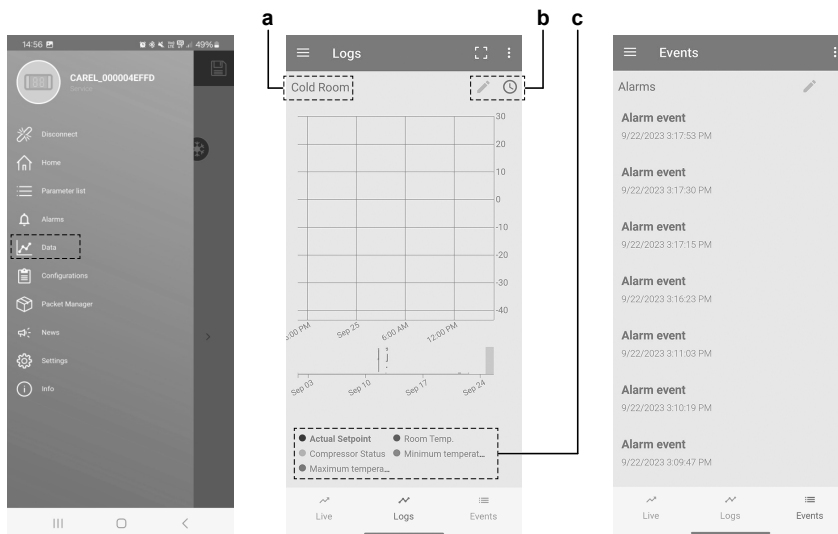 a
b
c
14:56
49%
CAREL_000004EFFD
Service
Disconnect
Home
Parameter list
Alarms
Data
Configurations
Packet Manager
News
Settings
Info
Logs
Cold Room
30
20
10
0
-10
-20
-30
-40
:00 PM
Sep 25
6:00 AM
12:00 PM
Sep 03
Sep 10
Sep 17
Sep 24
Actual Setpoint
Room Temp.
Compressor Status
Minimum temperat...
Maximum tempera...
Live
Logs
Events
Events
Alarms
Alarm event
9/22/2023 3:17:53 PM
Alarm event
9/22/2023 3:17:30 PM
Alarm event
9/22/2023 3:17:15 PM
Alarm event
9/22/2023 3:16:23 PM
Alarm event
9/22/2023 3:11:03 PM
Alarm event
9/22/2023 3:10:19 PM
Alarm event
9/22/2023 3:09:47 PM
Live
Logs
Events